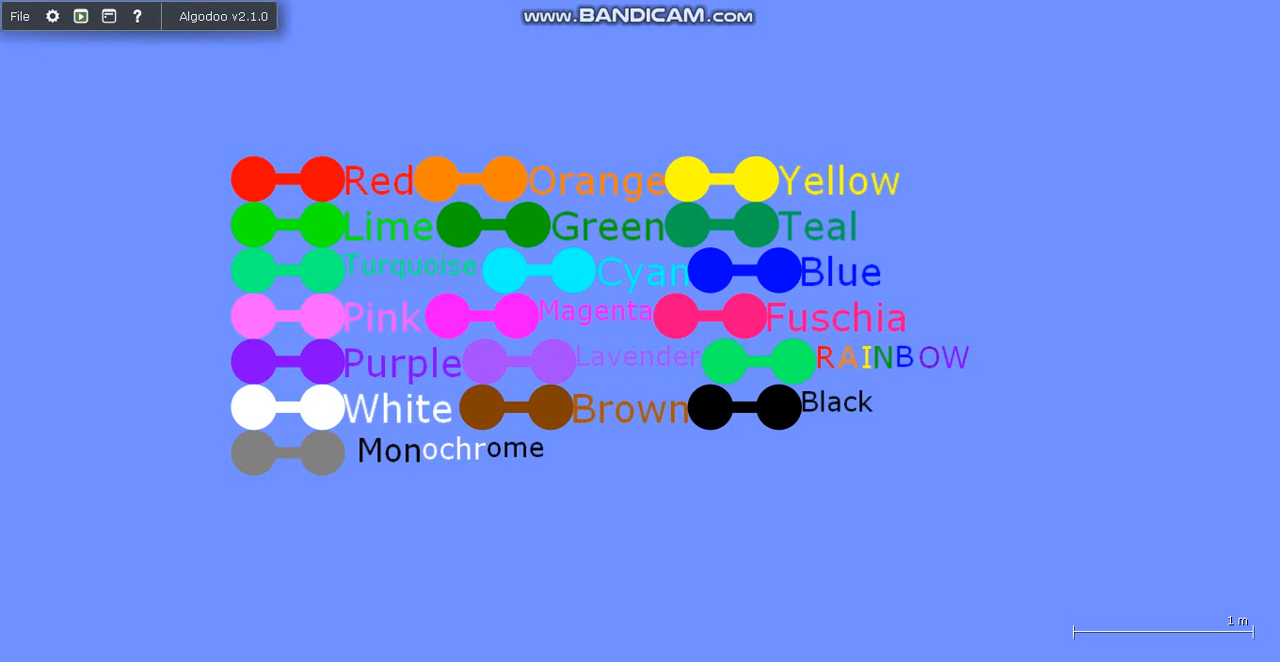 File ? Algodoo v2.1.0
www.BANDICAM.com
Red Orange Yellow
Lime Green Teal
Turquoise Cyan Blue
Pink Magenta Fuschia
Purple Lavender RAINBOW
White Brown Black
Monochrome
1 m